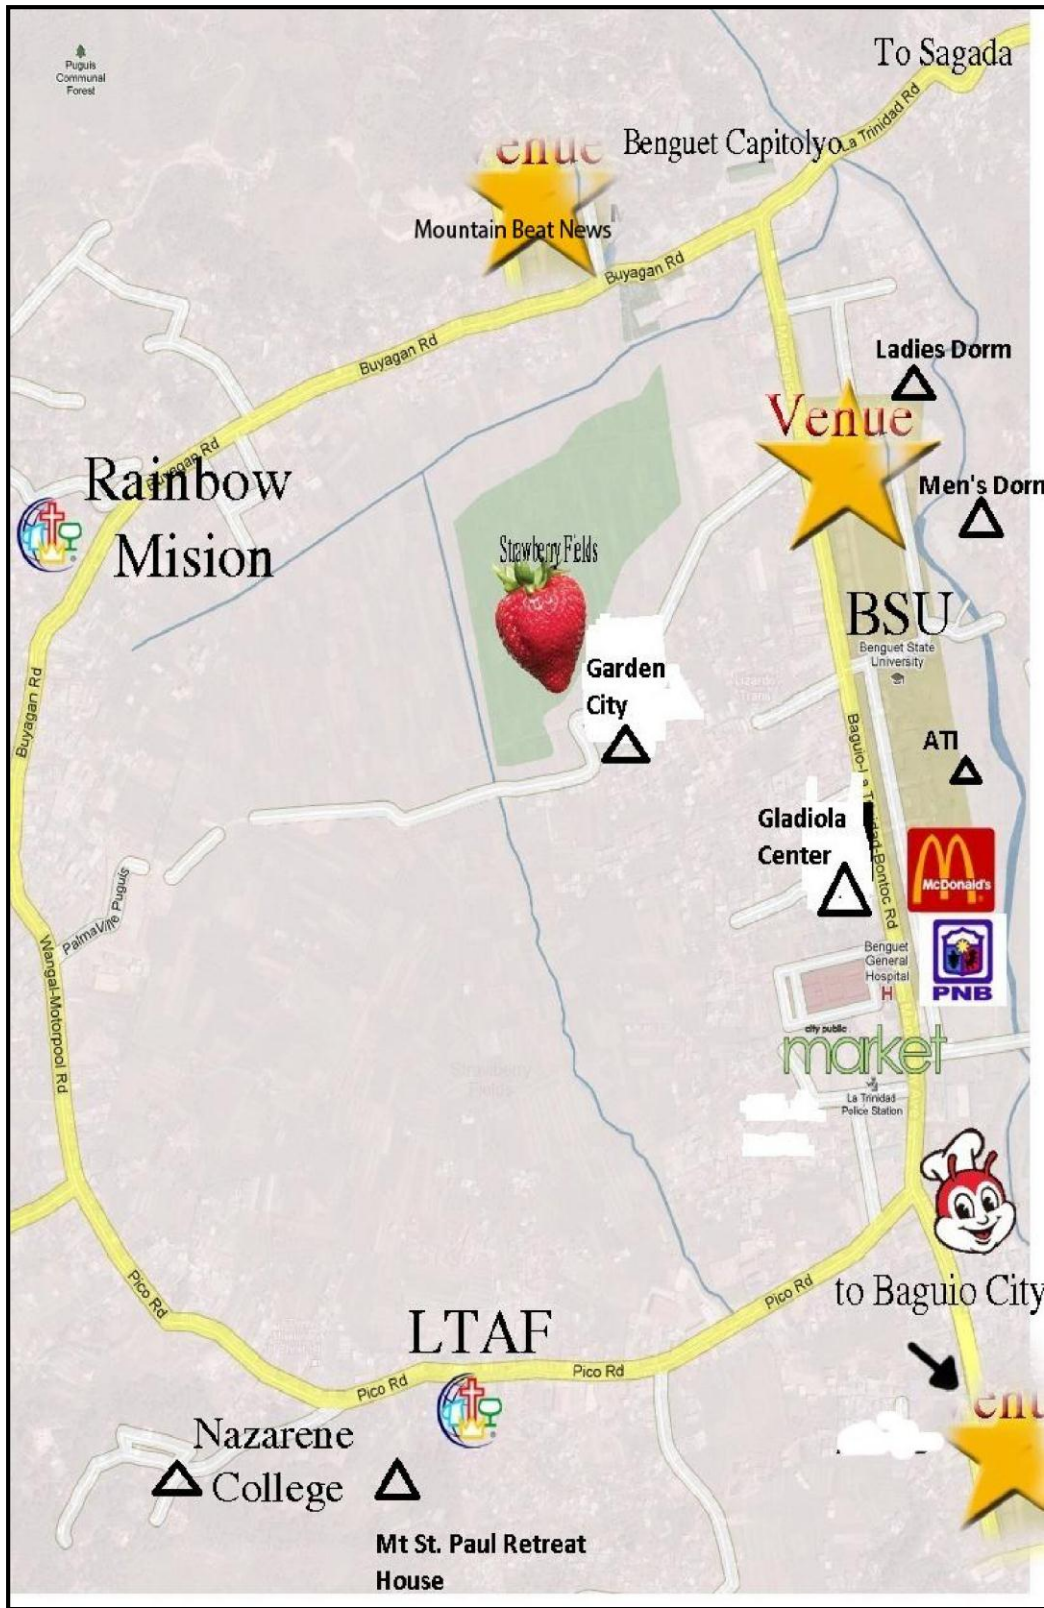 To Sagada
Puguis
Communal
Forest
La Trinidad Rd
Benguet Capitolyo
enue
Mountain Beat News
Buyagan Rd
Buyagan Rd
Ladies Dorm
Venue
Buyagan Rd
Rainbow
Mision
Men's Dorm
Strawberry Fields
BSU
Benguet State
University
Garden
City
Buyagan Rd
Baguio-La Trinidad-Bontoc Rd
ATI
Gladiola
Center
McDonald's
PalmaVille Puguis
Wangal-Motorpool Rd
Benguet
General
Hospital
H
PNB
city public
market
La Trinidad
Police Station
Strawberry
Pico Rd
Pico Rd
to Baguio City
LTAF
Pico Rd
Pico Rd
enu
Nazarene
College
Mt St. Paul Retreat
House